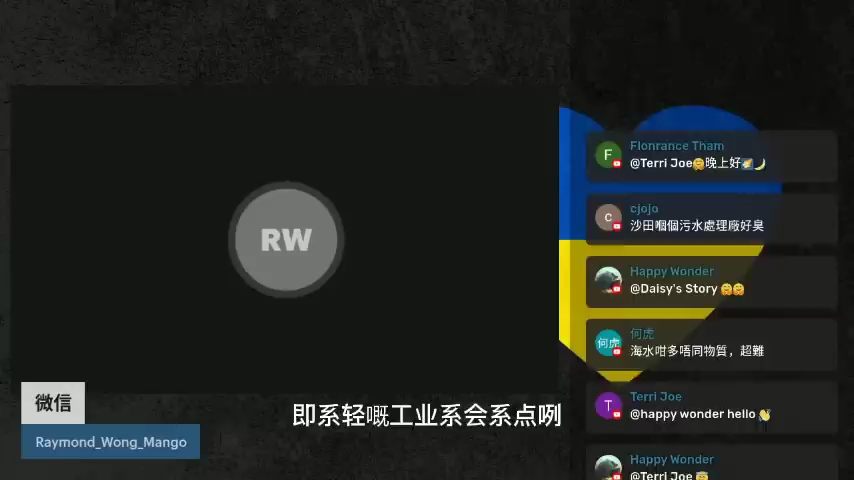 RW
微信
Raymond_Wong_Mango
即系轻嘅工业系会系点咧
F
Flonrance Tham
@Terri Joe🤗晚上好🌠🌙
c
cjojo
沙田嗰個污水處理廠好臭
Happy Wonder
@Daisy's Story 🤗🤗
何虎
何虎
海水咁多唔同物質，超難
T
Terri Joe
@happy wonder hello 👋
Happy Wonder
@Terri Joe 😇